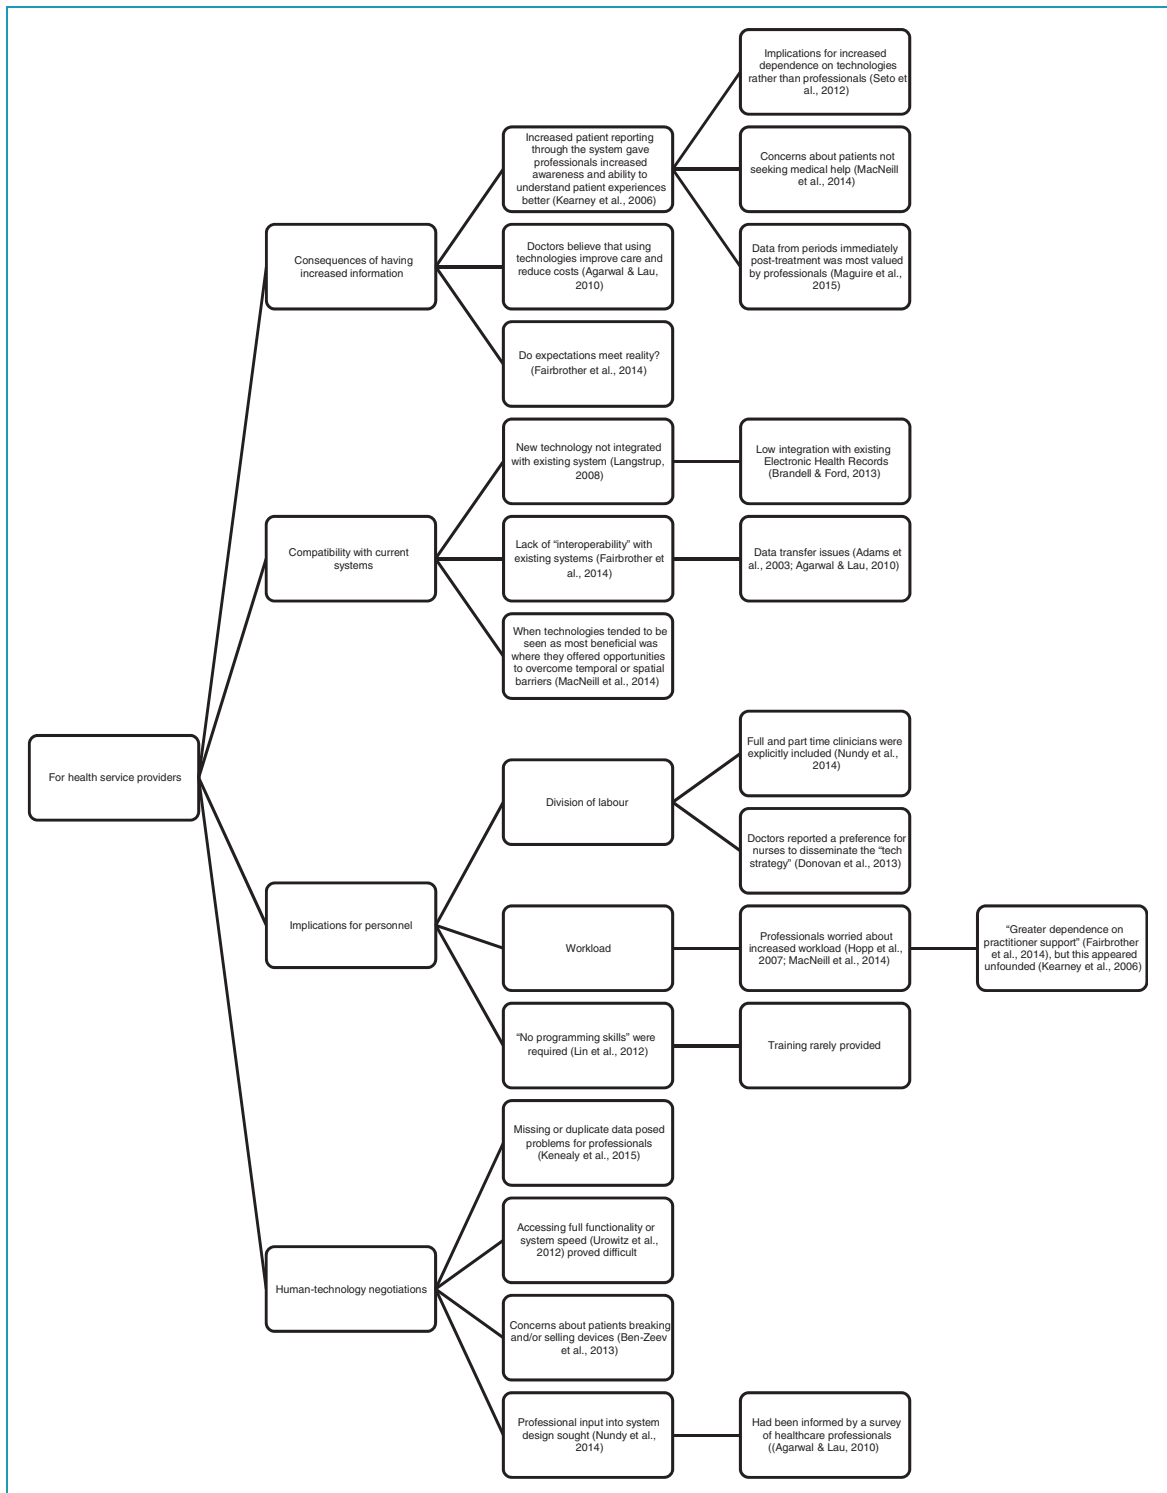 For health service providers
Consequences of having
increased information
Increased patient reporting
through the system gave
professionals increased
awareness and ability to
understand patient experiences
better (Kearney et al., 2006)
Implications for increased
dependence on technologies
rather than professionals (Seto et
al., 2012)
Concerns about patients not
seeking medical help (MacNeill
et al., 2014)
Data from periods immediately
post-treatment was most valued
by professionals (Maguire et al.,
2015)
Doctors believe that using
technologies improve care and
reduce costs (Agarwal & Lau,
2010)
Do expectations meet reality?
(Fairbrother et al., 2014)
Compatibility with current
systems
New technology not integrated
with existing system (Langstrup,
2008)
Low integration with existing
Electronic Health Records
(Brandell & Ford, 2013)
Lack of “interoperability” with
existing systems (Fairbrother et
al., 2014)
Data transfer issues (Adams et
al., 2003; Agarwal & Lau, 2010)
When technologies tended to be
seen as most beneficial was
where they offered opportunities
to overcome temporal or spatial
barriers (MacNeill et al., 2014)
Implications for personnel
Division of labour
Full and part time clinicians were
explicitly included (Nundy et al.,
2014)
Doctors reported a preference for
nurses to disseminate the “tech
strategy” (Donovan et al., 2013)
Workload
Professionals worried about
increased workload (Hopp et al.,
2007; MacNeill et al., 2014)
“Greater dependence on
practitioner support” (Fairbrother
et al., 2014), but this appeared
unfounded (Kearney et al., 2006)
“No programming skills” were
required (Lin et al., 2012)
Training rarely provided
Human-technology negotiations
Missing or duplicate data posed
problems for professionals
(Kenealy et al., 2015)
Accessing full functionality or
system speed (Urowitz et al.,
2012) proved difficult
Concerns about patients breaking
and/or selling devices (Ben-Zeev
et al., 2013)
Professional input into system
design sought (Nundy et al.,
2014)
Had been informed by a survey
of healthcare professionals
((Agarwal & Lau, 2010)